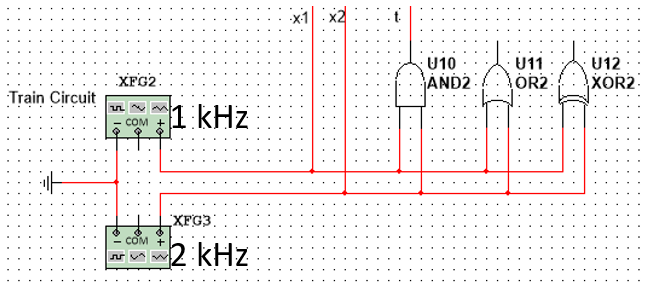 x1 x2 t
U10 U11 U12
AND2 OR2 XOR2
XFG2
Train Circuit
1 kHz
− COM +
XFG3
− COM +
2 kHz